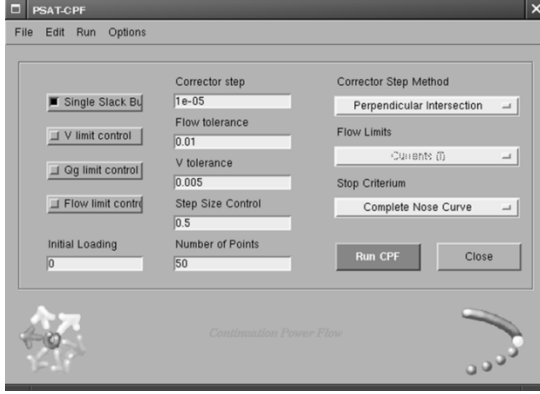 PSAT-CPF
File Edit Run Options
Single Slack Bu
V limit control
Qg limit control
Flow limit contro
Initial Loading
0
Corrector step
1e-05
Flow tolerance
0.01
V tolerance
0.005
Step Size Control
0.5
Number of Points
50
Corrector Step Method
Perpendicular Intersection
Flow Limits
Currents (I)
Stop Criterium
Complete Nose Curve
Run CPF
Close
Continuation Power Flow